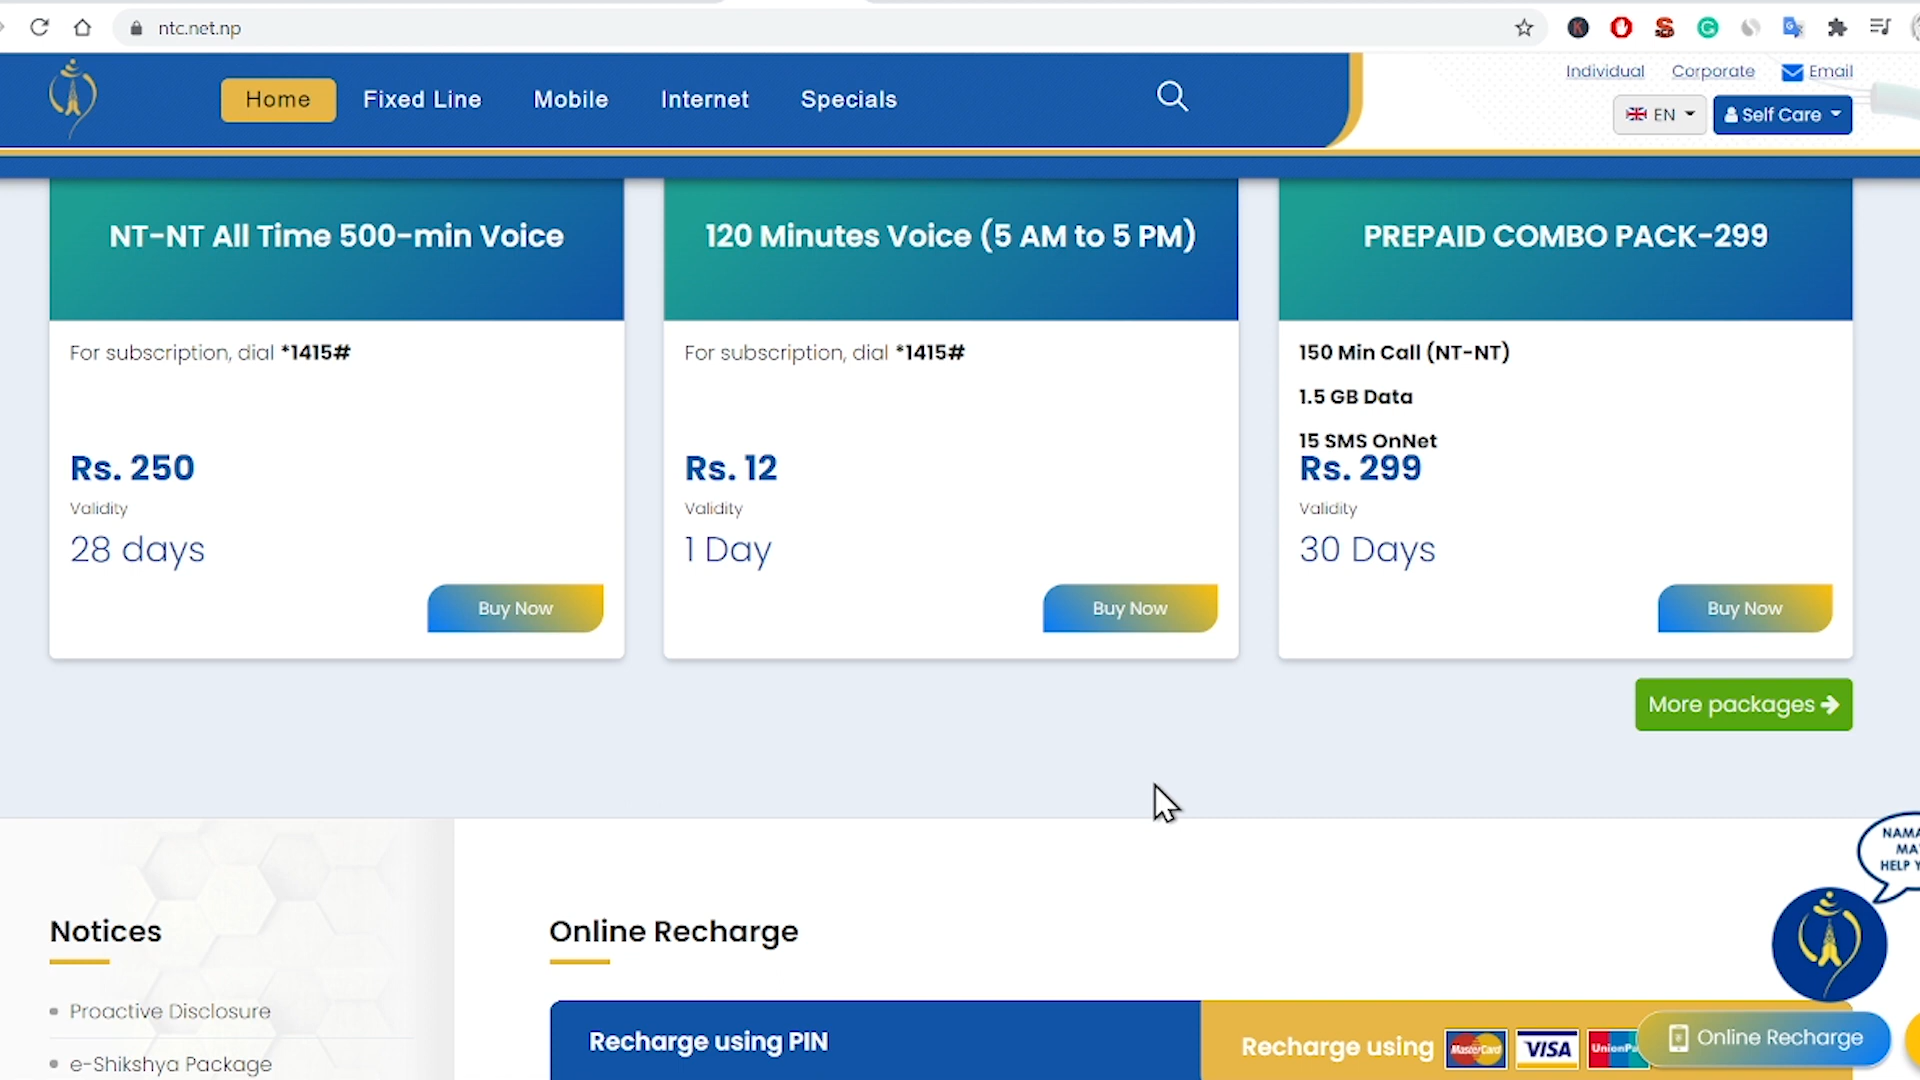 ntc.net.np
Individual Corporate Email
Home Fixed Line Mobile Internet Specials
EN Self Care
NT-NT All Time 500-min Voice
For subscription, dial *1415#
Rs. 250
Validity
28 days
Buy Now
120 Minutes Voice (5 AM to 5 PM)
For subscription, dial *1415#
Rs. 12
Validity
1 Day
Buy Now
PREPAID COMBO PACK-299
150 Min Call (NT-NT)
1.5 GB Data
15 SMS OnNet
Rs. 299
Validity
30 Days
Buy Now
More packages
Notices
Proactive Disclosure
e-Shikshya Package
Online Recharge
Recharge using PIN
Recharge using MasterCard VISA
HELP
Online Recharge